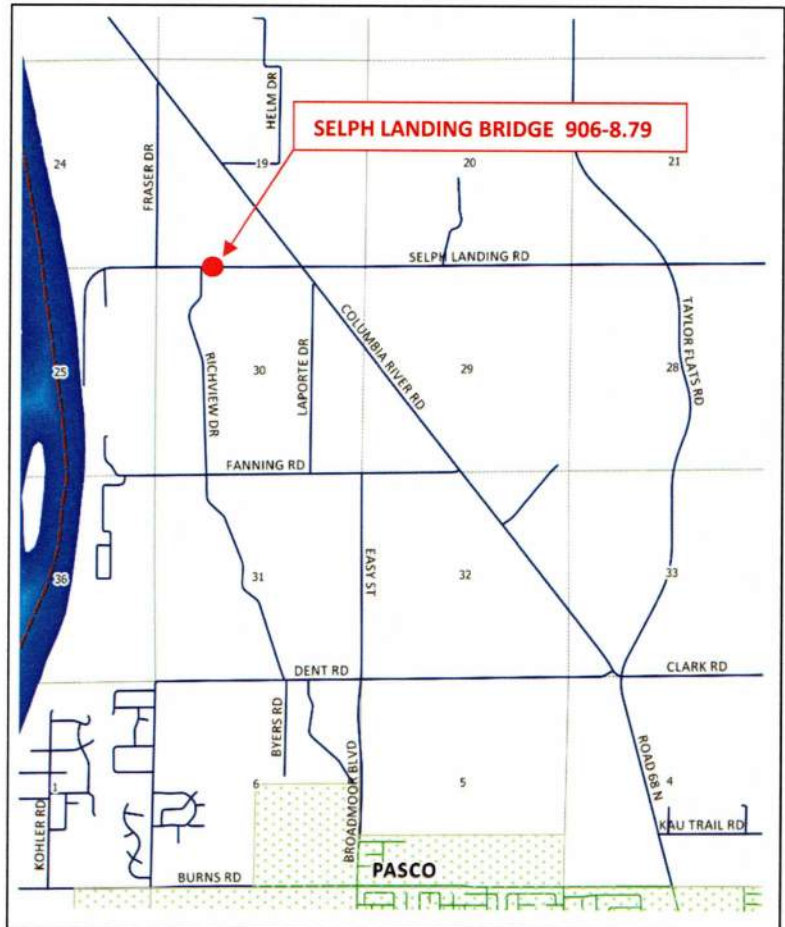 HELM DR
SELPH LANDING BRIDGE 906-8.79
24
19
20
21
FRASER DR
SELPH LANDING RD
COLUMBIA RIVER RD
TAYLOR FLATS RD
25
RICHVIEW DR
30
LAPORTE DR
29
28
FANNING RD
36
31
EASY ST
32
33
DENT RD
CLARK RD
BYERS RD
BROADMOOR BLVD
ROAD 68 N
1
6
5
4
KOHLER RD
KAU TRAIL RD
BURNS RD
PASCO